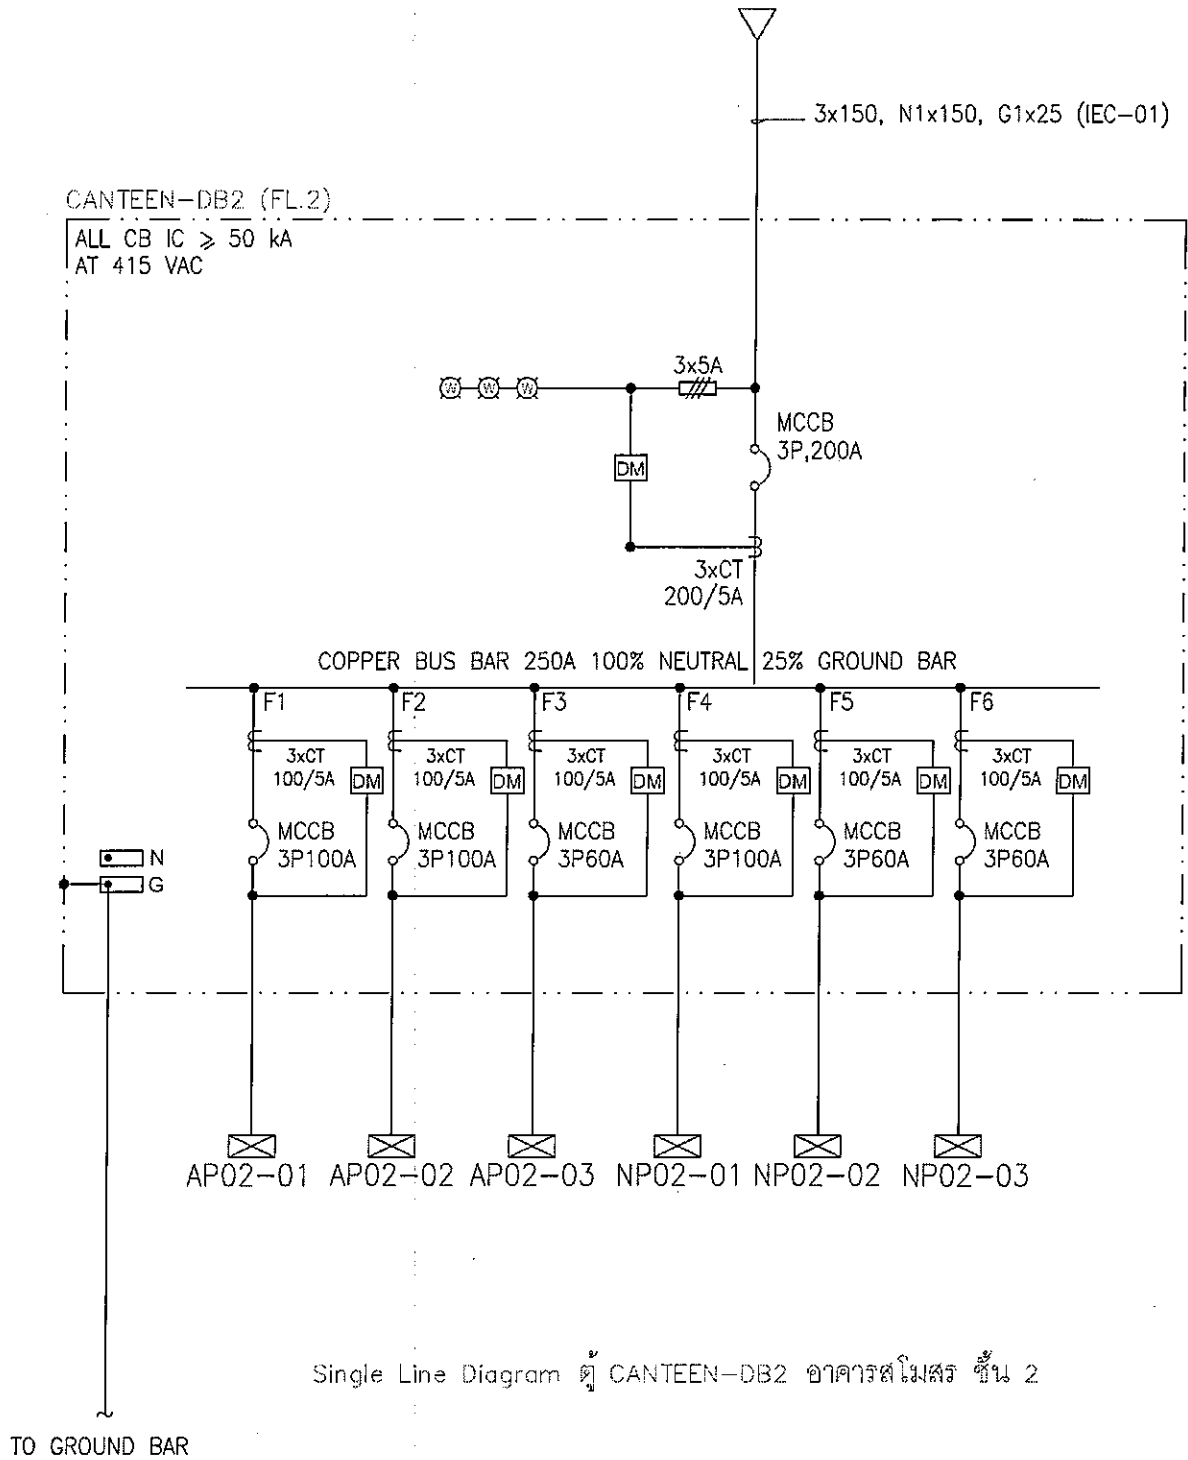 3x150, N1x150, G1x25 (IEC-01)
CANTEEN-DB2 (FL.2)
ALL CB IC ⩾ 50 kA
AT 415 VAC
3x5A
W W W
MCCB
3P,200A
DM
3xCT
200/5A
COPPER BUS BAR 250A 100% NEUTRAL 25% GROUND BAR
F1 F2 F3 F4 F5 F6
3xCT 3xCT 3xCT 3xCT 3xCT 3xCT
100/5A DM 100/5A DM 100/5A DM 100/5A DM 100/5A DM 100/5A DM
MCCB MCCB MCCB MCCB MCCB MCCB
3P100A 3P100A 3P60A 3P100A 3P60A 3P60A
N
G
AP02-01 AP02-02 AP02-03 NP02-01 NP02-02 NP02-03
Single Line Diagram ตู้ CANTEEN-DB2 อาคารสโมสร ชั้น 2
TO GROUND BAR